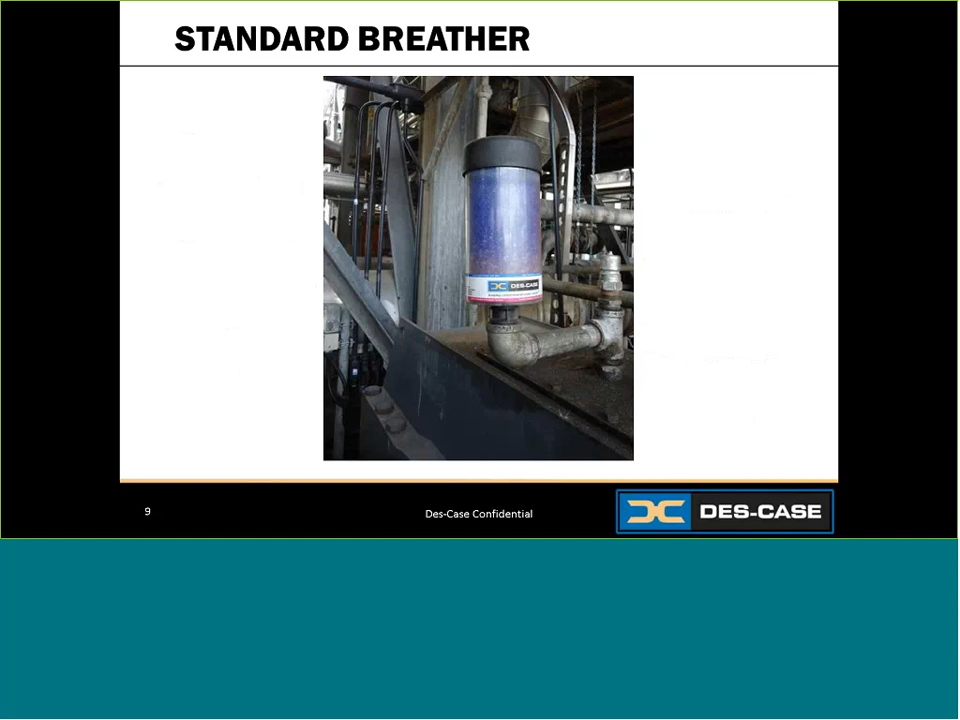 STANDARD BREATHER
DES-CASE
9
Des-Case Confidential
DES-CASE